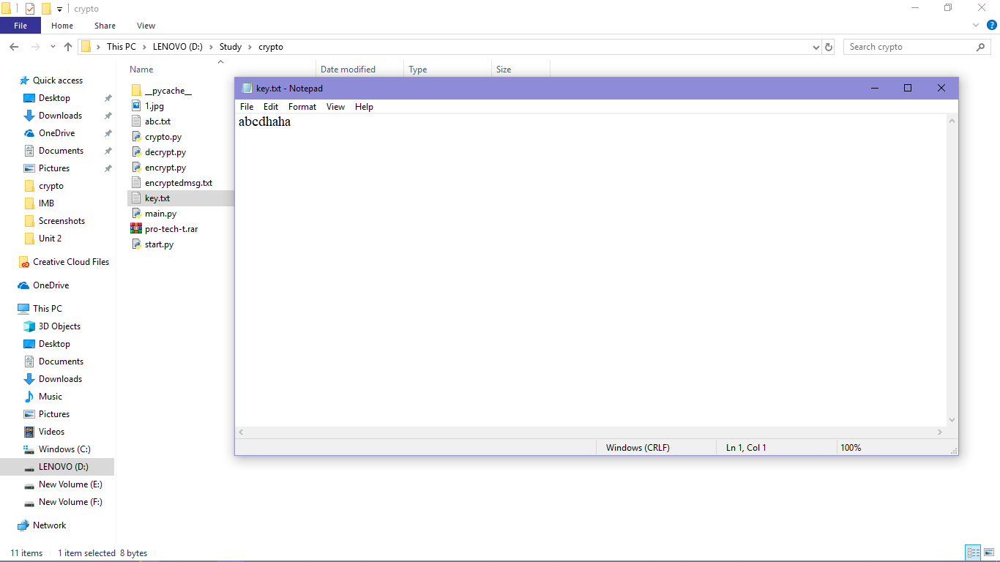 crypto
File Home Share View
This PC LENOVO (D:) Study crypto
Search crypto
Name Date modified Type Size
Quick access
Desktop
Downloads
OneDrive
Documents
Pictures
crypto
IMB
Screenshots
Unit 2
Creative Cloud Files
OneDrive
This PC
3D Objects
Desktop
Documents
Downloads
Music
Pictures
Videos
Windows (C:)
LENOVO (D:)
New Volume (E:)
New Volume (F:)
Network
__pycache__
1.jpg
abc.txt
crypto.py
decrypt.py
encrypt.py
encryptedmsg.txt
key.txt
main.py
pro-tech-t.rar
start.py
key.txt - Notepad
File Edit Format View Help
abcdhaha
Windows (CRLF) Ln 1, Col 1 100%
11 items 1 item selected 8 bytes